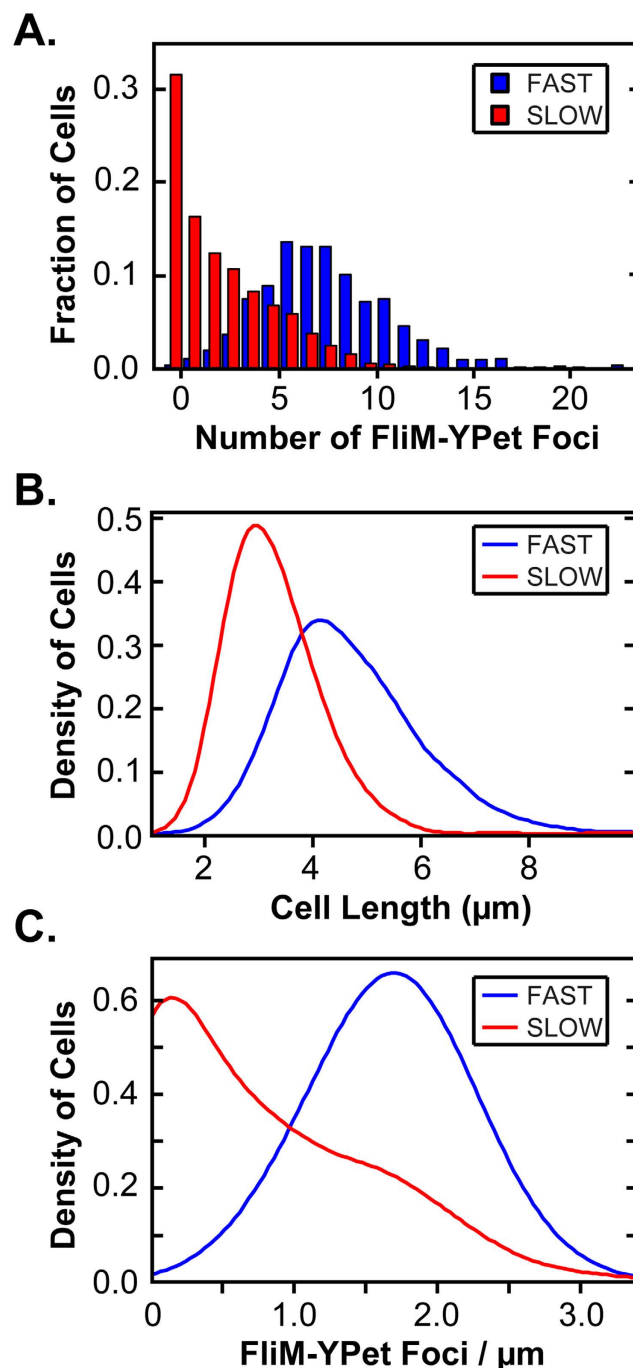 A.
Fraction of Cells
0.3
0.2
0.1
0.0
FAST
SLOW
0 5 10 15 20
Number of FliM-YPet Foci
B.
Density of Cells
0.5
0.4
0.3
0.2
0.1
0.0
FAST
SLOW
2 4 6 8
Cell Length (µm)
C.
Density of Cells
0.6
0.4
0.2
0.0
FAST
SLOW
0 1.0 2.0 3.0
FliM-YPet Foci / µm